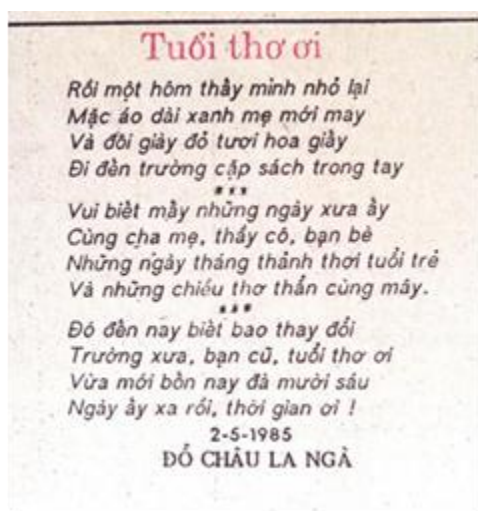 Tuổi thơ ơi
Rồi một hôm thấy mình nhỏ lại
Mặc áo dài xanh mẹ mới may
Và đôi giày đỏ tươi hoa giấy
Đi đến trường cặp sách trong tay
***
Vui biết mấy những ngày xưa ấy
Cùng cha mẹ, thầy cô, bạn bè
Những ngày tháng thảnh thơi tuổi trẻ
Và những chiều thơ thẩn cùng mây.
***
Đó đến nay biết bao thay đổi
Trường xưa, bạn cũ, tuổi thơ ơi
Vừa mới bốn nay đã mười sáu
Ngày ấy xa rồi, thời gian ơi !
2-5-1985
ĐỖ CHÂU LA NGÀ